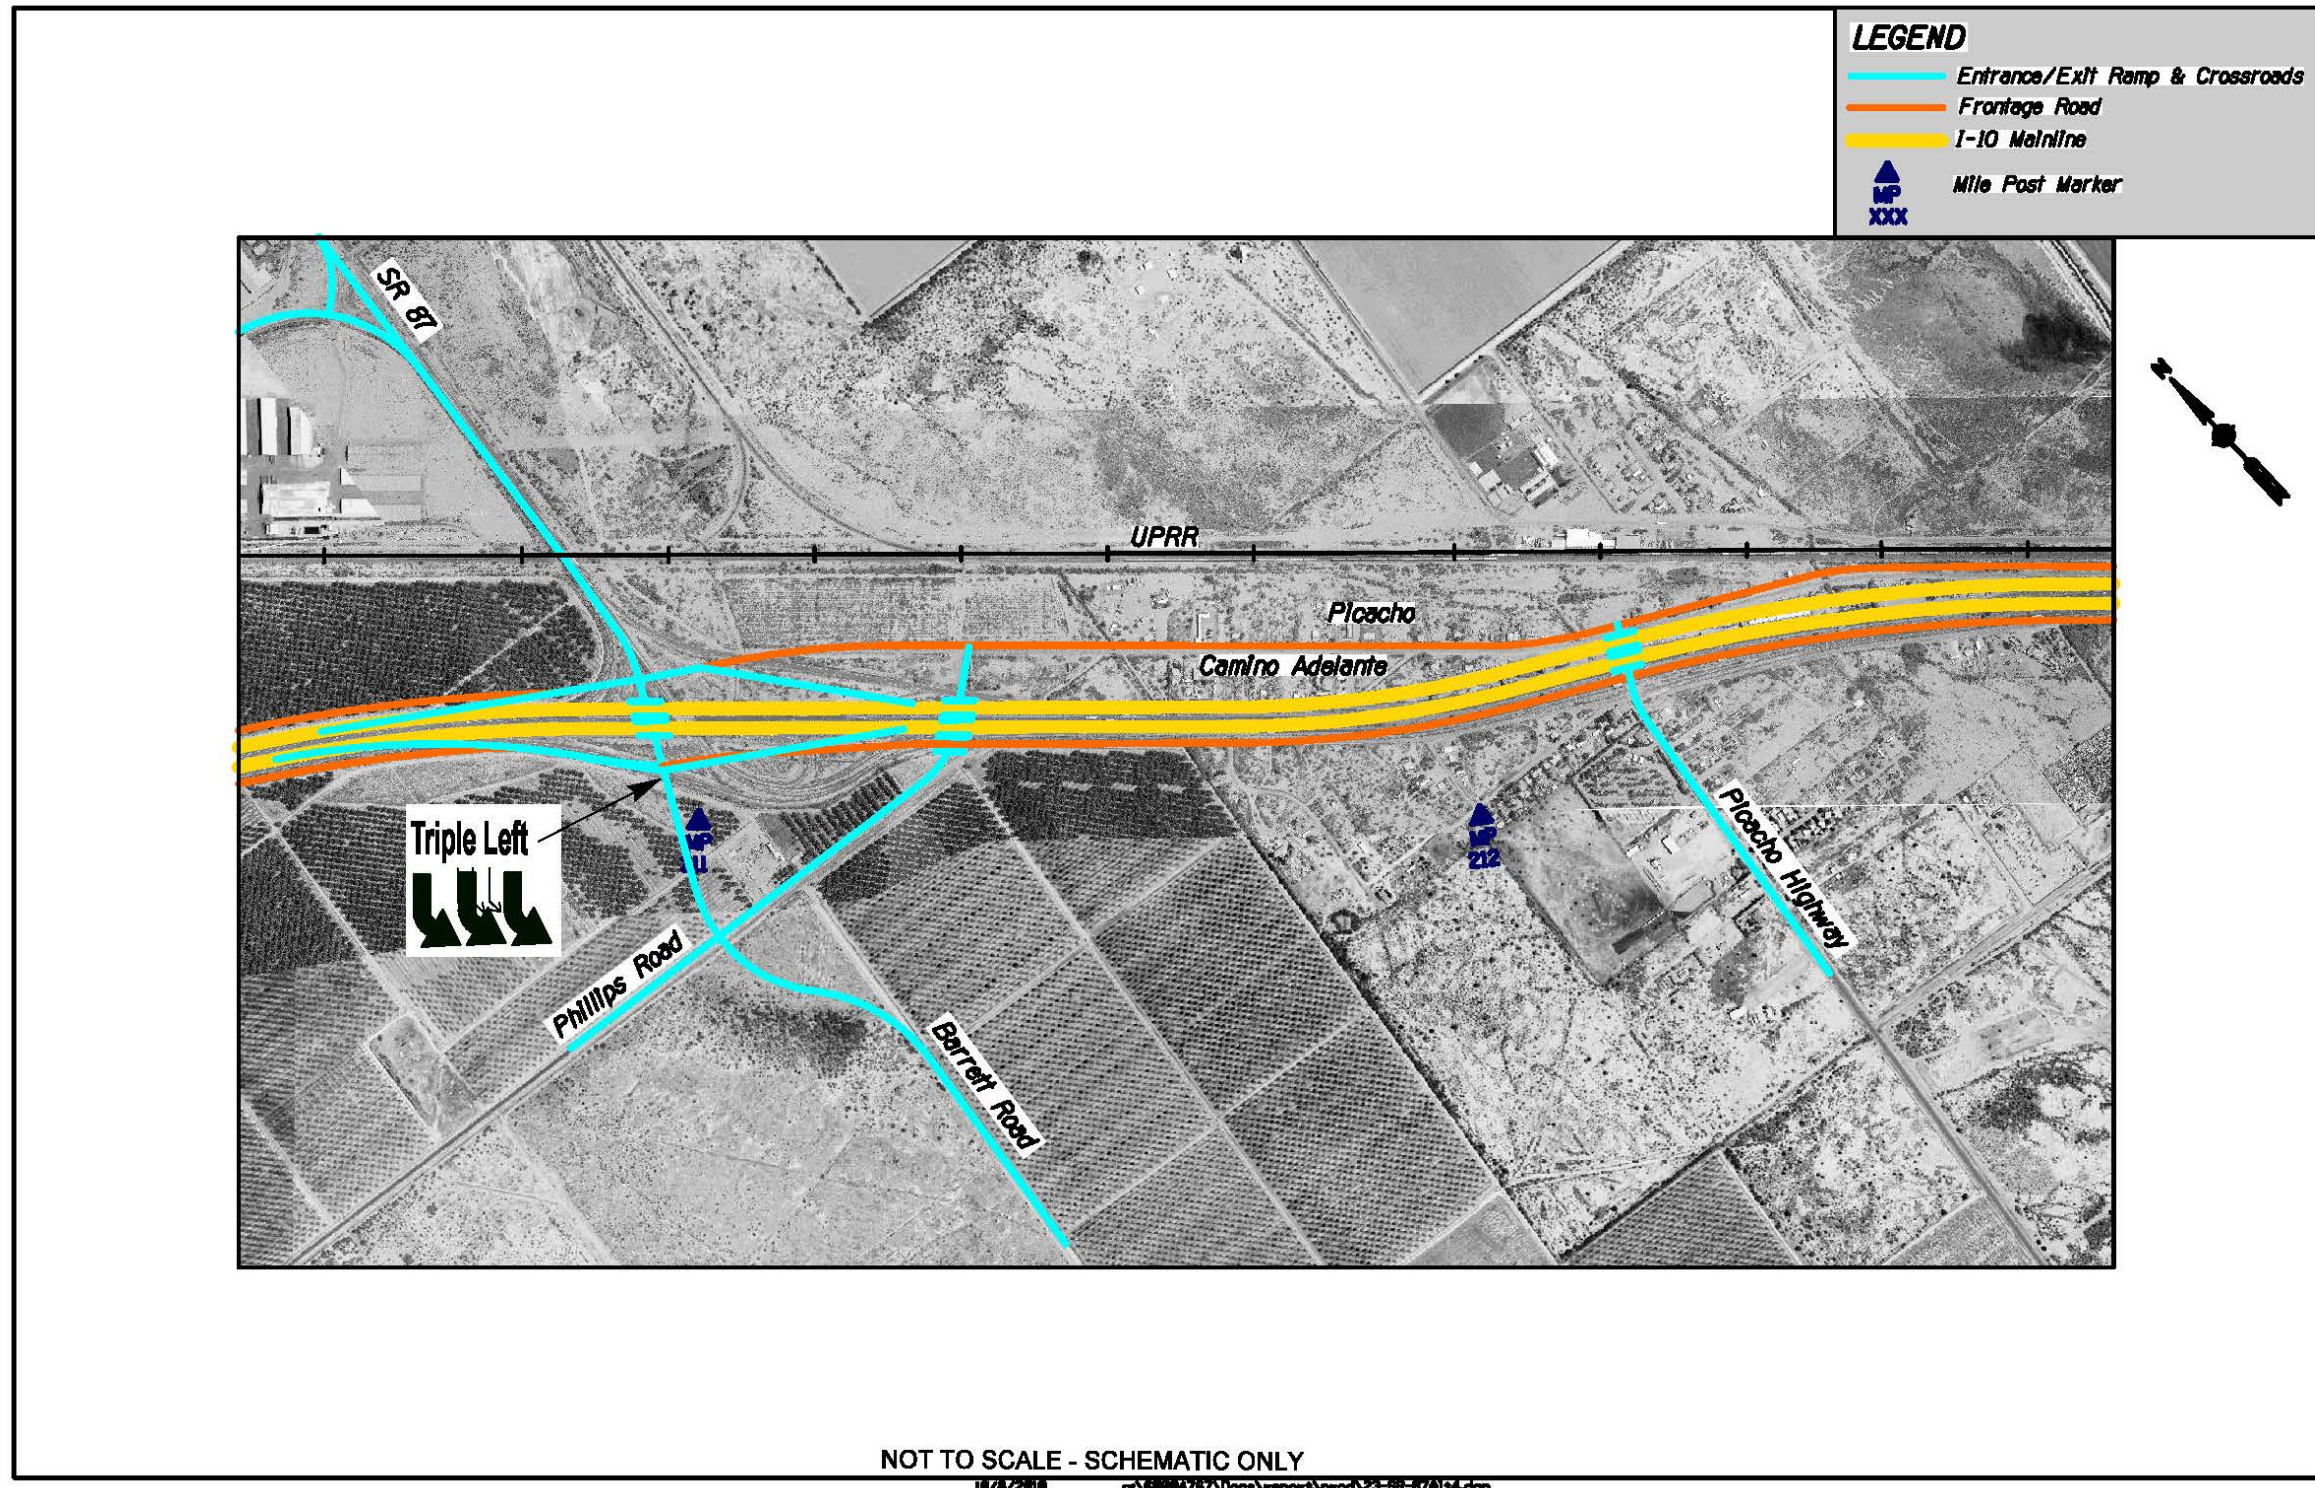 LEGEND
Entrance/Exit Ramp & Crossroads
Frontage Road
I-10 Mainline
MP
XXX
Mile Post Marker
SR 87
N
UPRR
Picacho
Camino Adelante
Triple Left
MP
MP
212
Picacho Highway
Phillips Road
Barrett Road
NOT TO SCALE - SCHEMATIC ONLY